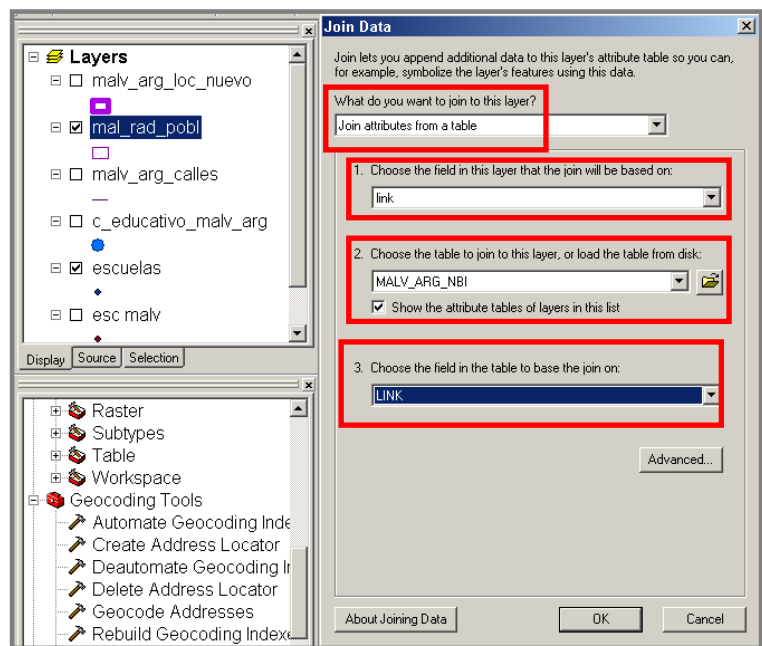 Layers
malv_arg_loc_nuevo
mal_rad_pobl
malv_arg_calles
c_educativo_malv_arg
escuelas
esc malv
Display Source Selection
Raster
Subtypes
Table
Workspace
Geocoding Tools
Automate Geocoding Inde
Create Address Locator
Deautomate Geocoding I
Delete Address Locator
Geocode Addresses
Rebuild Geocoding Indexe
Join Data
Join lets you append additional data to this layer's attribute table so you can,
for example, symbolize the layer's features using this data.
What do you want to join to this layer?
Join attributes from a table
1. Choose the field in this layer that the join will be based on:
link
2. Choose the table to join to this layer, or load the table from disk:
MALV_ARG_NBI
Show the attribute tables of layers in this list
3. Choose the field in the table to base the join on:
LINK
Advanced...
About Joining Data OK Cancel